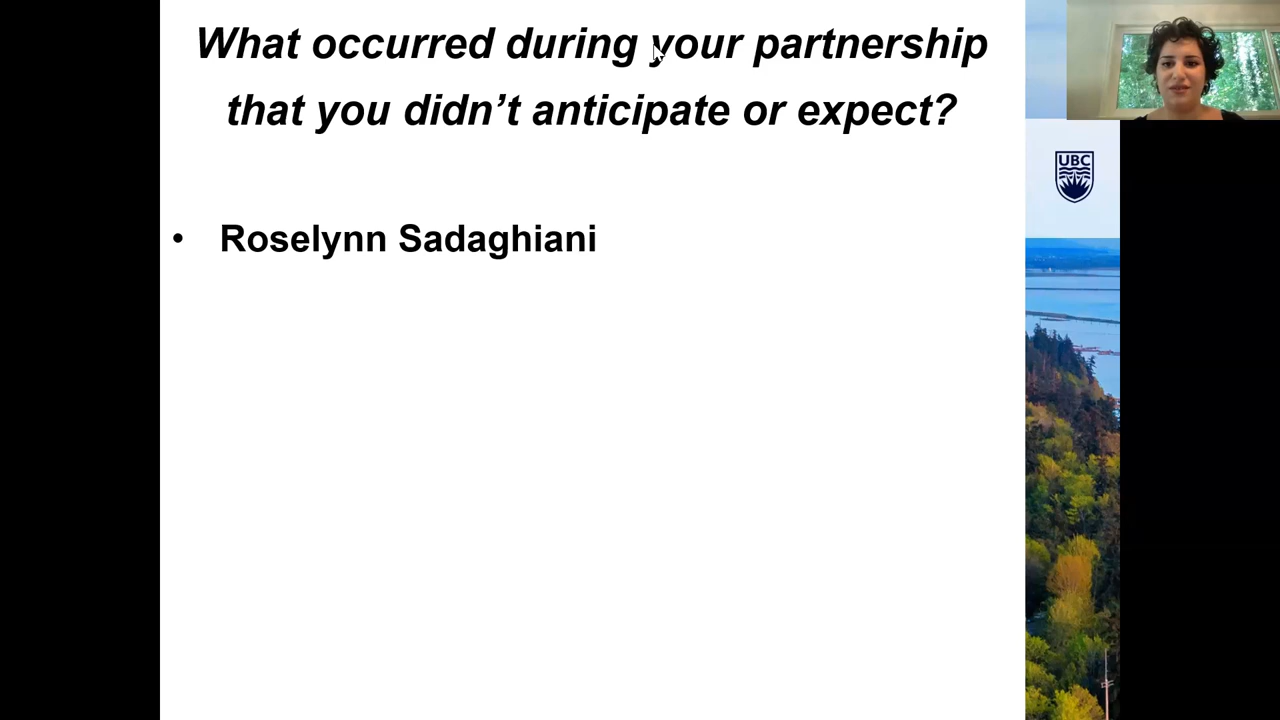 What occurred during your partnership
that you didn’t anticipate or expect?
UBC
• Roselynn Sadaghiani